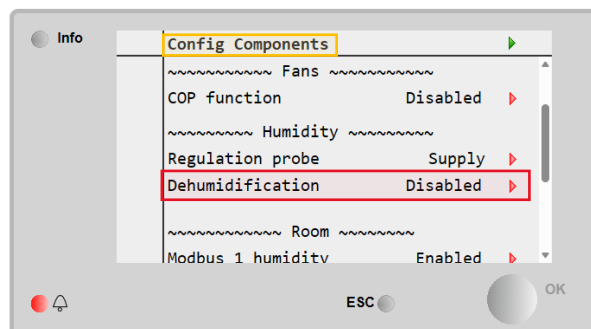 Info
Config Components
~~~~~~~~~~~ Fans ~~~~~~~~~~~
COP function Disabled
~~~~~~~~~ Humidity ~~~~~~~~~
Regulation probe Supply
Dehumidification Disabled
~~~~~~~~~~~~ Room ~~~~~~~~
Modbus 1 humidity Enabled
ESC
OK